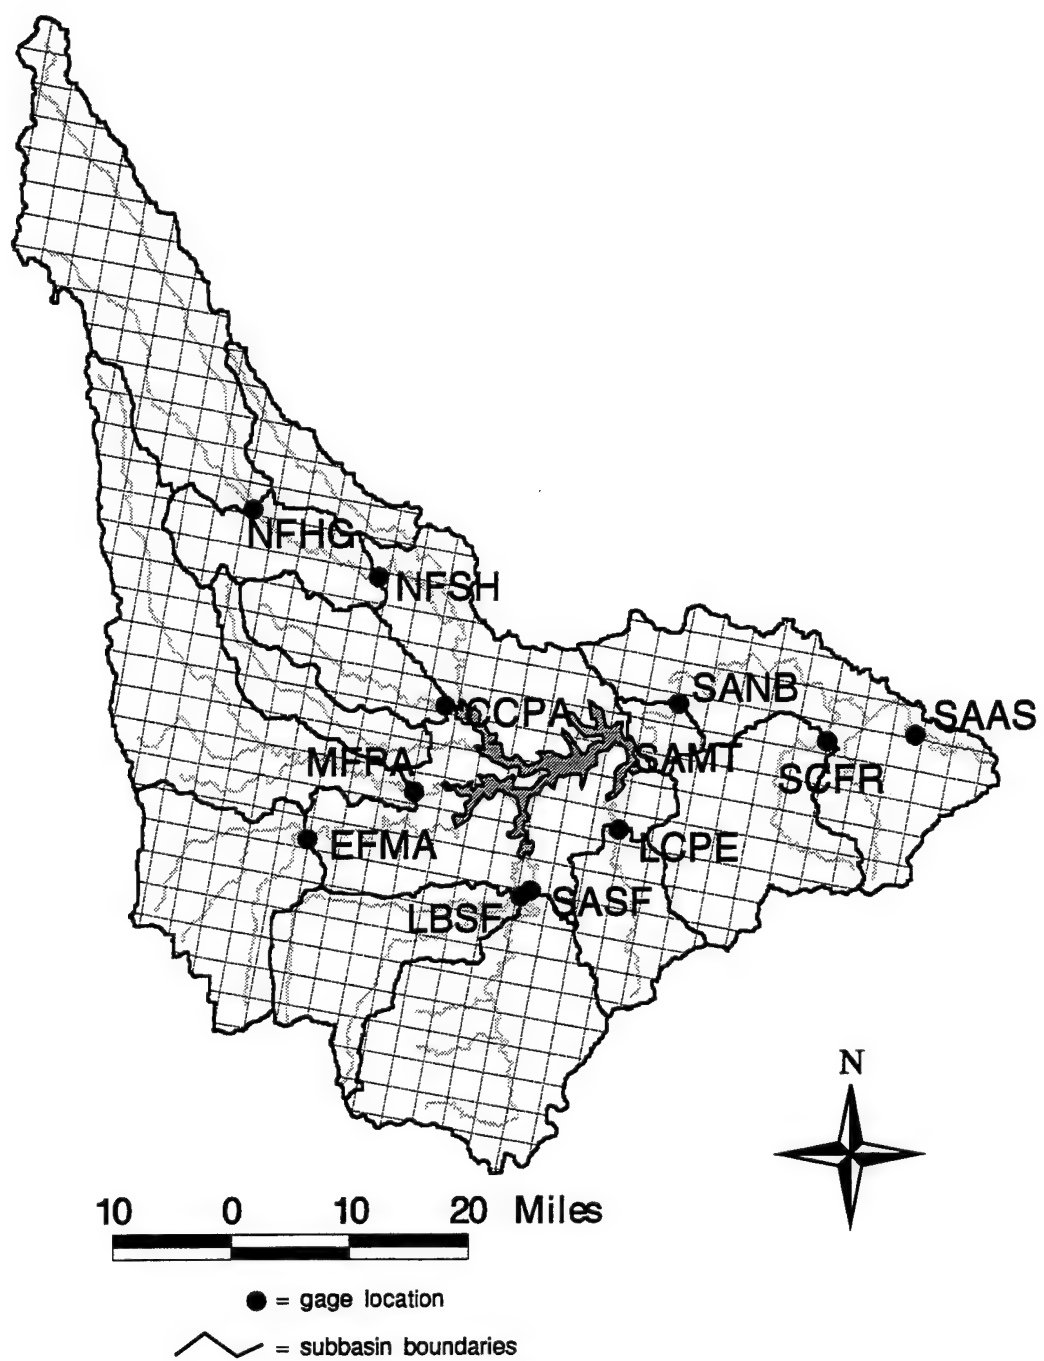 NFHG
NFSH
SANB
CCPA
SAAS
SAMT
MFPA
SCFR
EFMA
LCPE
SASF
LBSF
N
10 0 10 20 Miles
= gage location
= subbasin boundaries